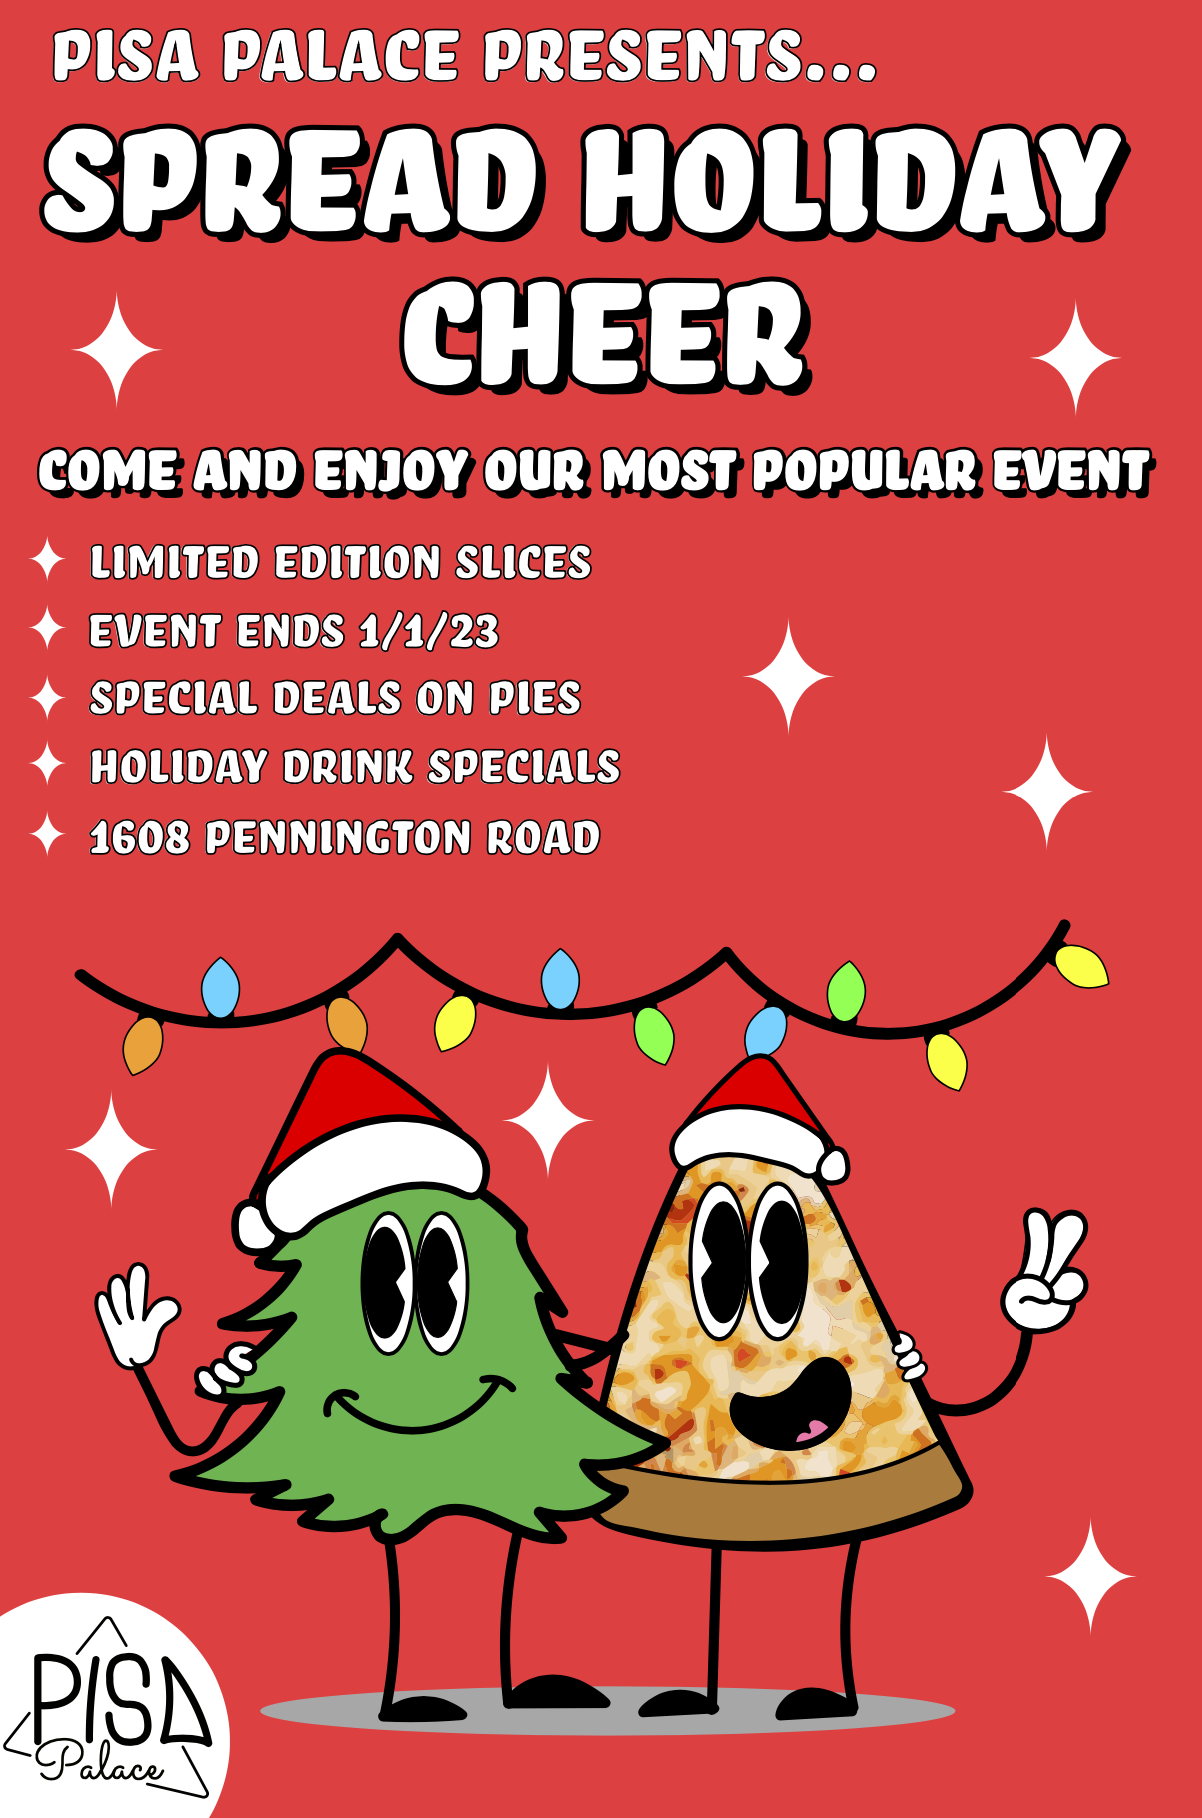 PISA PALACE PRESENTS...
SPREAD HOLIDAY
CHEER
COME AND ENJOY OUR MOST POPULAR EVENT
LIMITED EDITION SLICES
EVENT ENDS 1/1/23
SPECIAL DEALS ON PIES
HOLIDAY DRINK SPECIALS
1608 PENNINGTON ROAD
PISA
Palace